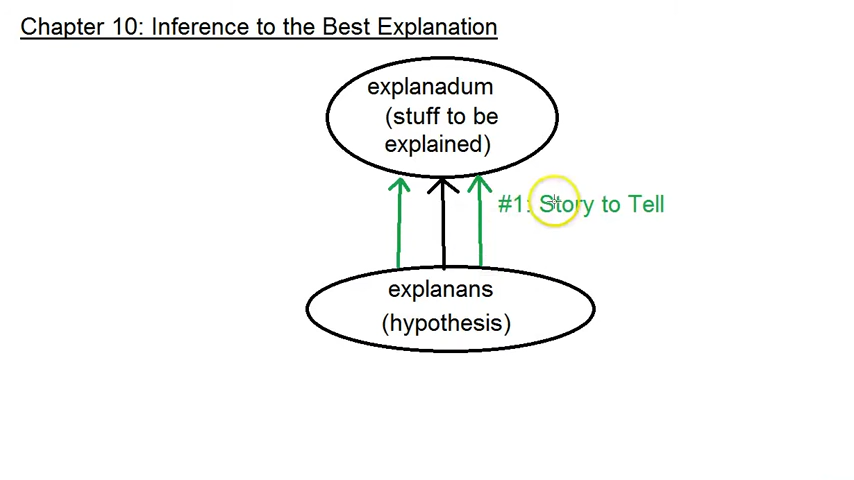 Chapter 10: Inference to the Best Explanation
explanadum
(stuff to be
explained)
#1: Story to Tell
explanans
(hypothesis)